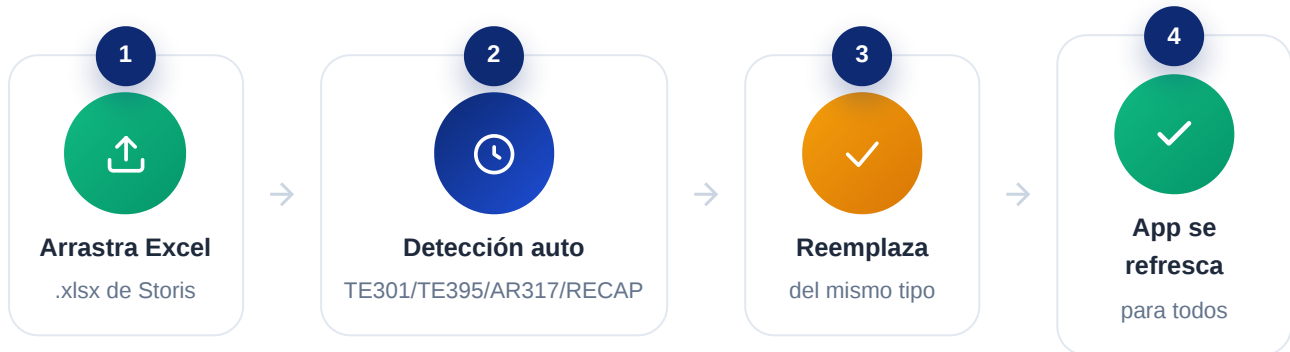 1
Arrastra Excel
.xlsx de Storis
2
Detección auto
TE301/TE395/AR317/RECAP
3
Reemplaza
del mismo tipo
4
App se
refresca
para todos